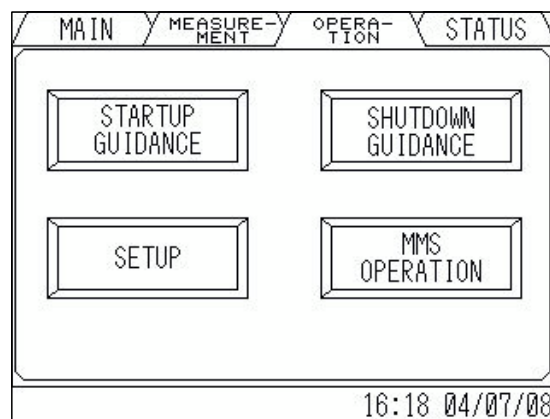 MAIN MEASURE- OPERA- STATUS
MENT TION
STARTUP SHUTDOWN
GUIDANCE GUIDANCE
SETUP MMS
OPERATION
16:18 04/07/08